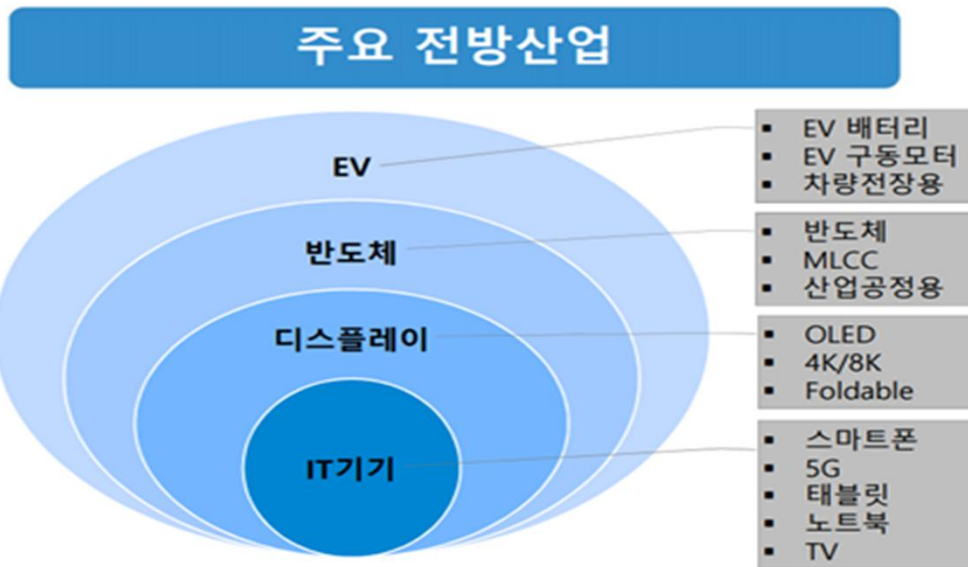 주요 전방산업
EV
▪ EV 배터리
▪ EV 구동모터
▪ 차량전장용
반도체
▪ 반도체
▪ MLCC
▪ 산업공정용
디스플레이
▪ OLED
▪ 4K/8K
▪ Foldable
IT기기
▪ 스마트폰
▪ 5G
▪ 태블릿
▪ 노트북
▪ TV